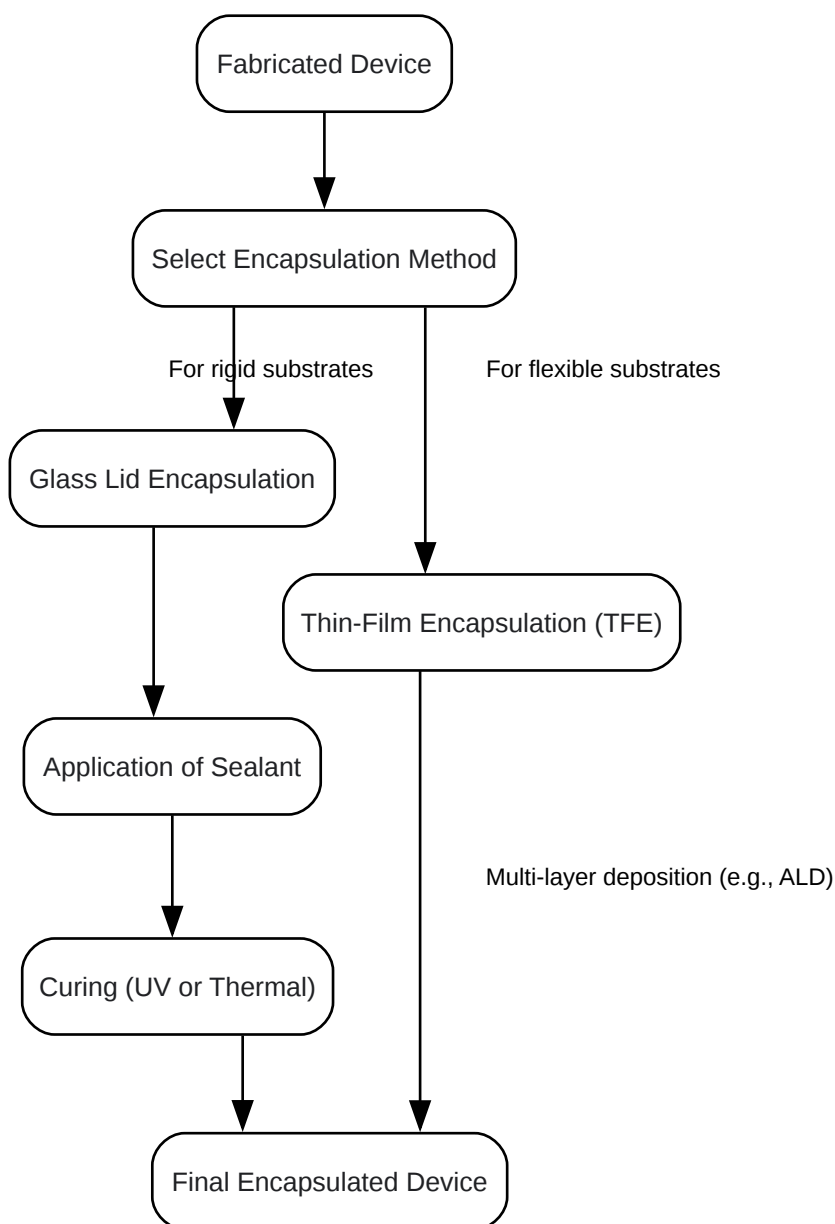 Fabricated Device
Select Encapsulation Method
For rigid substrates
For flexible substrates
Glass Lid Encapsulation
Thin-Film Encapsulation (TFE)
Application of Sealant
Multi-layer deposition (e.g., ALD)
Curing (UV or Thermal)
Final Encapsulated Device